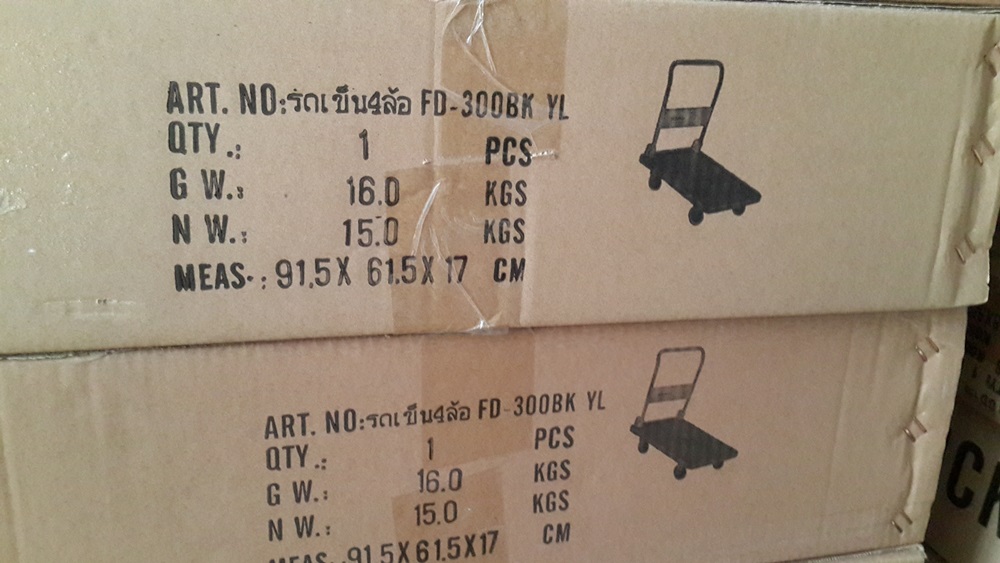 ART. NO:รถเข็น4ล้อ FD-300BK YL
QTY.: 1 PCS
G W.: 16.0 KGS
N W.: 15.0 KGS
MEAS.: 91.5X 61.5X 17 CM
ART. NO:รถเข็น4ล้อ FD-300BK YL
QTY.: 1 PCS
G W.: 16.0 KGS
N W.: 15.0 KGS
MEAS.: 91.5X61.5X17 CM